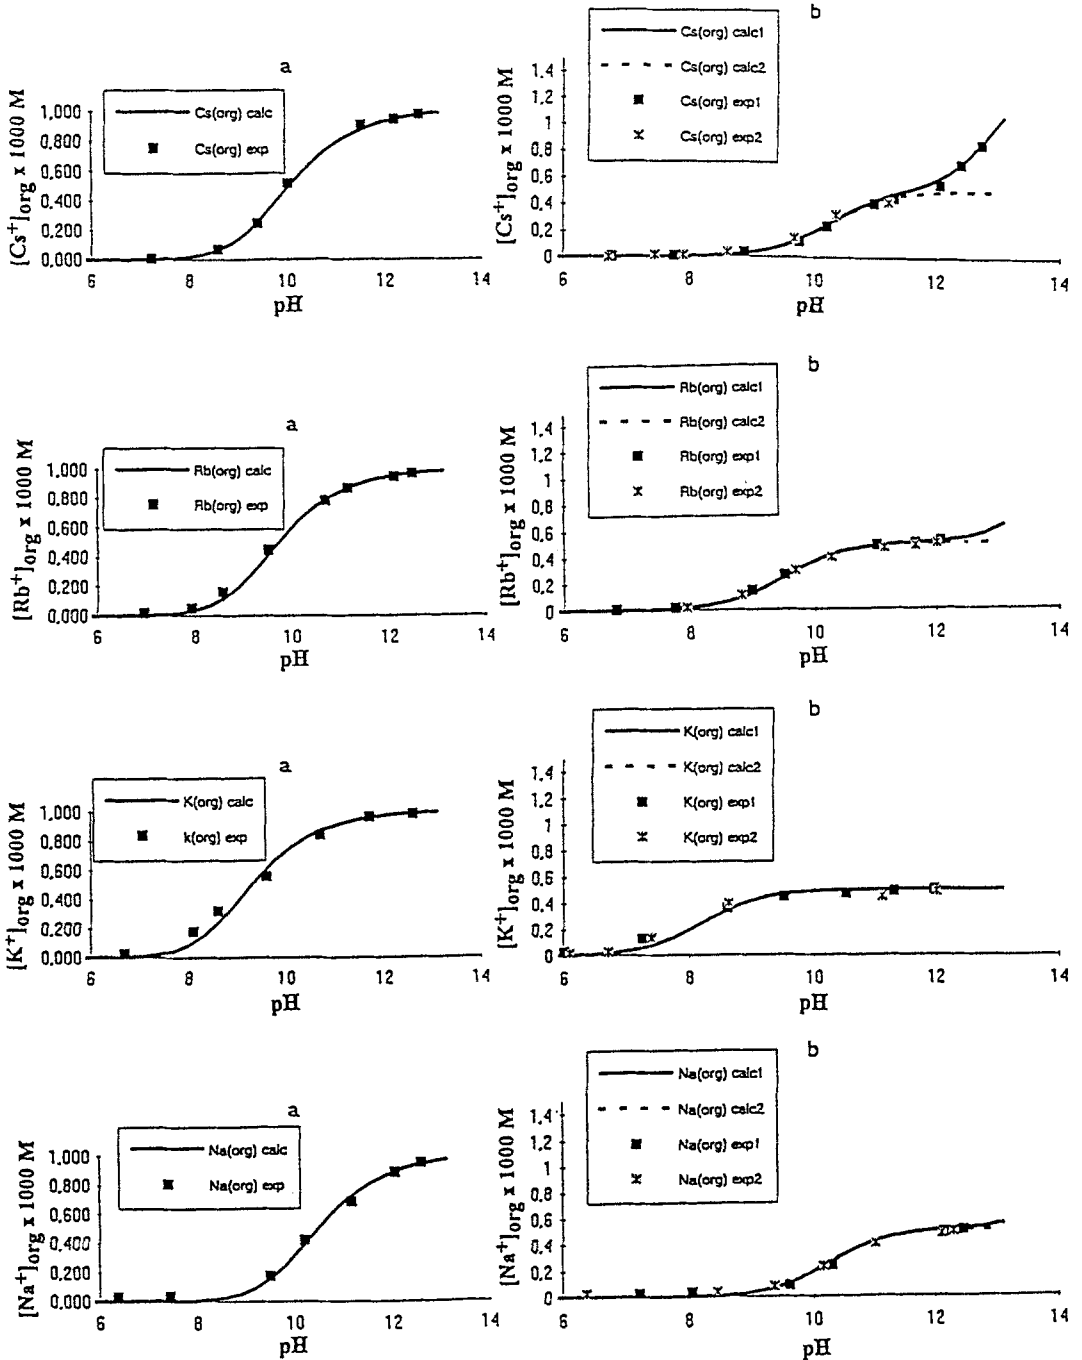 a
Cs(org) calc
Cs(org) exp
[Cs+]org x 1000 M
1,000
0,800
0,600
0,400
0.200
0.000
6
8
10
12
14
pH
b
Cs(org) calc1
Cs(org) calc2
Cs(org) exp1
Cs(org) exp2
[Cs+]org x 1000 M
1,4
1,2
1
0,8
0,6
0,4
0,2
0
6
8
10
12
14
pH
a
Rb(org) calc
Rb(org) exp
[Rb+]org x 1000 M
1,000
0,800
0,600
0,400
0,200
0,000
6
8
10
12
14
pH
b
Rb(org) calc1
Rb(org) calc2
Rb(org) exp1
Rb(org) exp2
[Rb+]org x 1000 M
1,4
1,2
1
0,8
0,6
0,4
0,2
0
6
8
10
12
14
pH
a
K(org) calc
k(org) exp
[K+]org x 1000 M
1,000
0,800
0,600
0,400
0.200
0,000
6
8
10
12
14
pH
b
K(org) calc1
K(org) calc2
K(org) exp1
K(org) exp2
[K+]org x 1000 M
1,4
1,2
1
0,8
0,6
0,4
0,2
0
6
8
10
12
14
pH
a
Na(org) calc
Na(org) exp
[Na+]org x 1000 M
1,000
0,800
0,600
0,400
0,200
0.000
6
8
10
12
14
pH
b
Na(org) calc1
Na(org) calc2
Na(org) exp1
Na(org) exp2
[Na+]org x 1000 M
1,4
1,2
1
0,8
0,6
0,4
0,2
0
6
8
10
12
14
pH